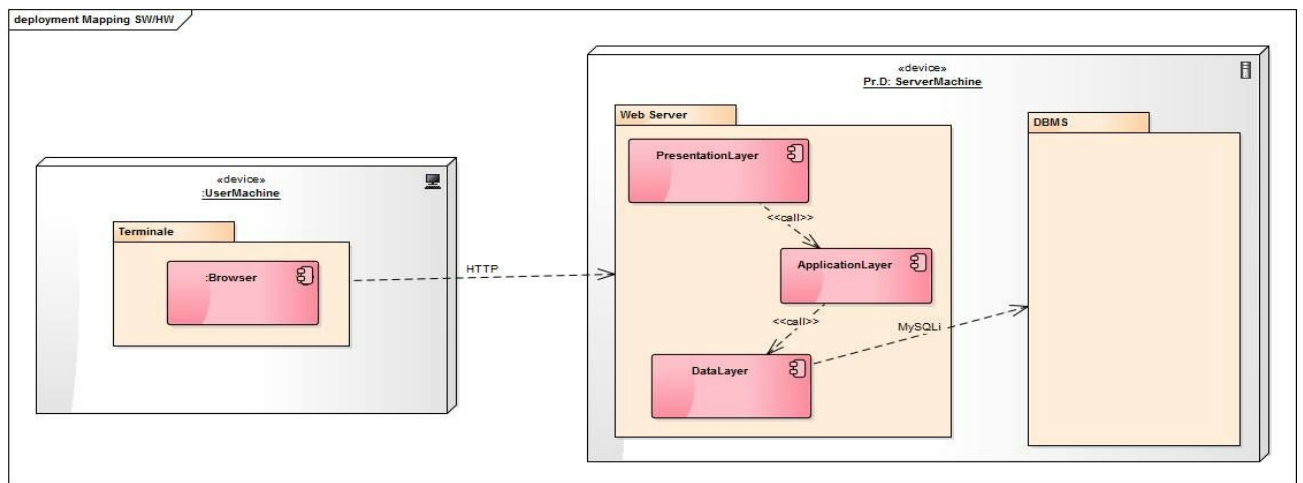 deployment Mapping SW/HW
«device»
:UserMachine
Terminale
:Browser
HTTP
«device»
Pr.D: ServerMachine
Web Server
PresentationLayer
<<call>>
ApplicationLayer
<<call>>
DataLayer
MySQLi
DBMS